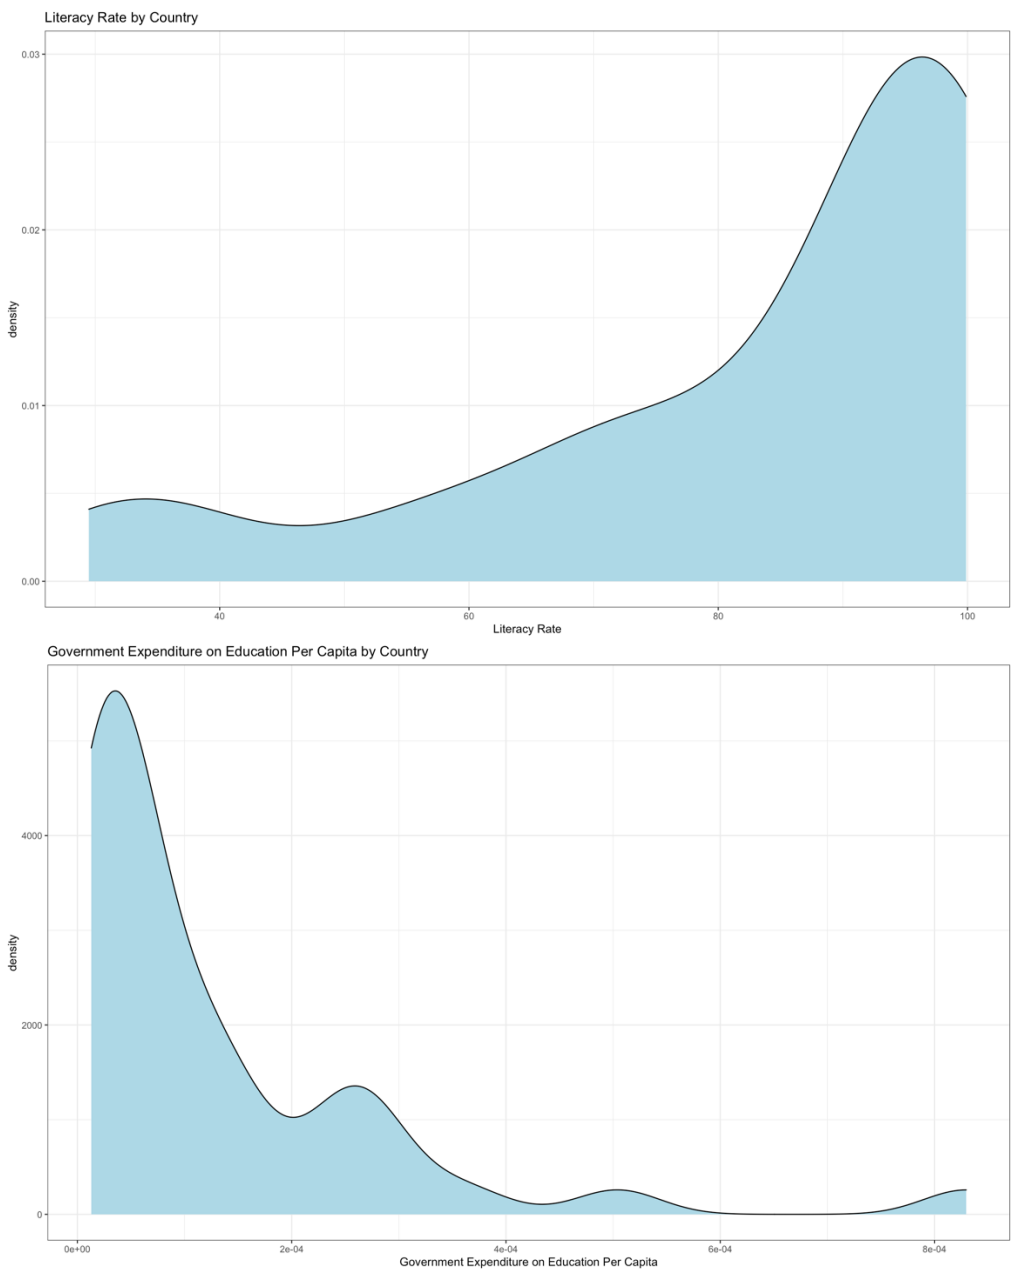 Literacy Rate by Country
0.03
0.02
density
0.01
0.00
40 60 80 100
Literacy Rate
Government Expenditure on Education Per Capita by Country
4000
density
2000
0
0e+00 2e-04 4e-04 6e-04 8e-04
Government Expenditure on Education Per Capita